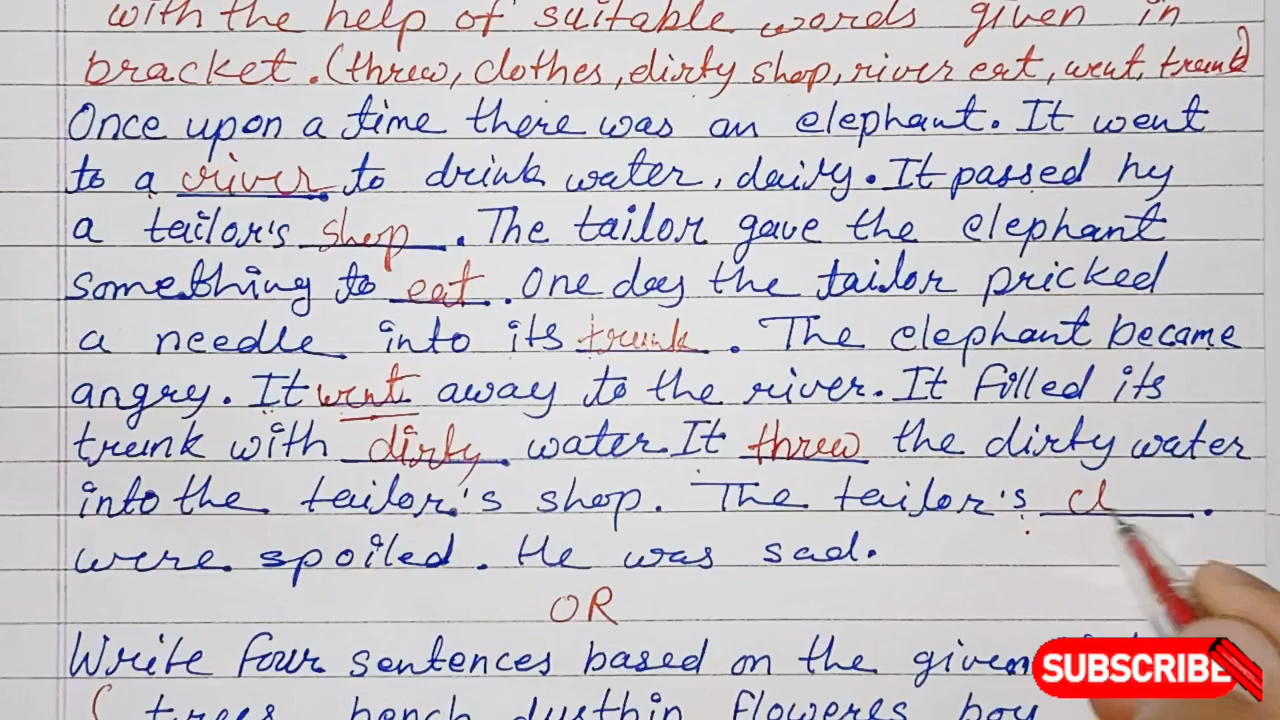 with the help of suitable words given in
bracket. (threw, clothes, dirty shop, river eat, went, trunk)
Once upon a time there was an elephant. It went
to a river to drink water, daily. It passed by
a tailor's shop. The tailor gave the elephant
something to eat. One day the tailor pricked
a needle into its trunk. The elephant became
angry. It went away to the river. It filled its
trunk with dirty water. It threw the dirty water
into the tailor's shop. The tailor's cl
were spoiled. He was sad.
OR
Write four sentences based on the given
( trees bench dustbin floweres boy
SUBSCRIBE